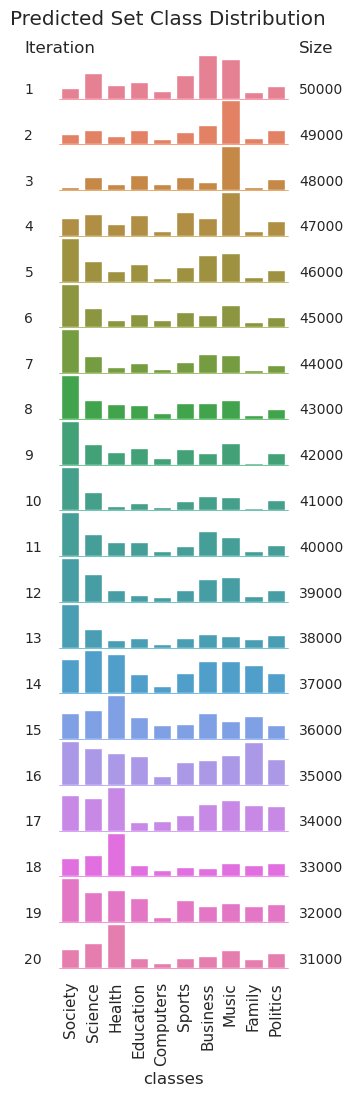 Predicted Set Class Distribution
Iteration Size
1 50000
2 49000
3 48000
4 47000
5 46000
6 45000
7 44000
8 43000
9 42000
10 41000
11 40000
12 39000
13 38000
14 37000
15 36000
16 35000
17 34000
18 33000
19 32000
20 31000
Society
Science
Health
Education
Computers
Sports
Business
Music
Family
Politics
classes